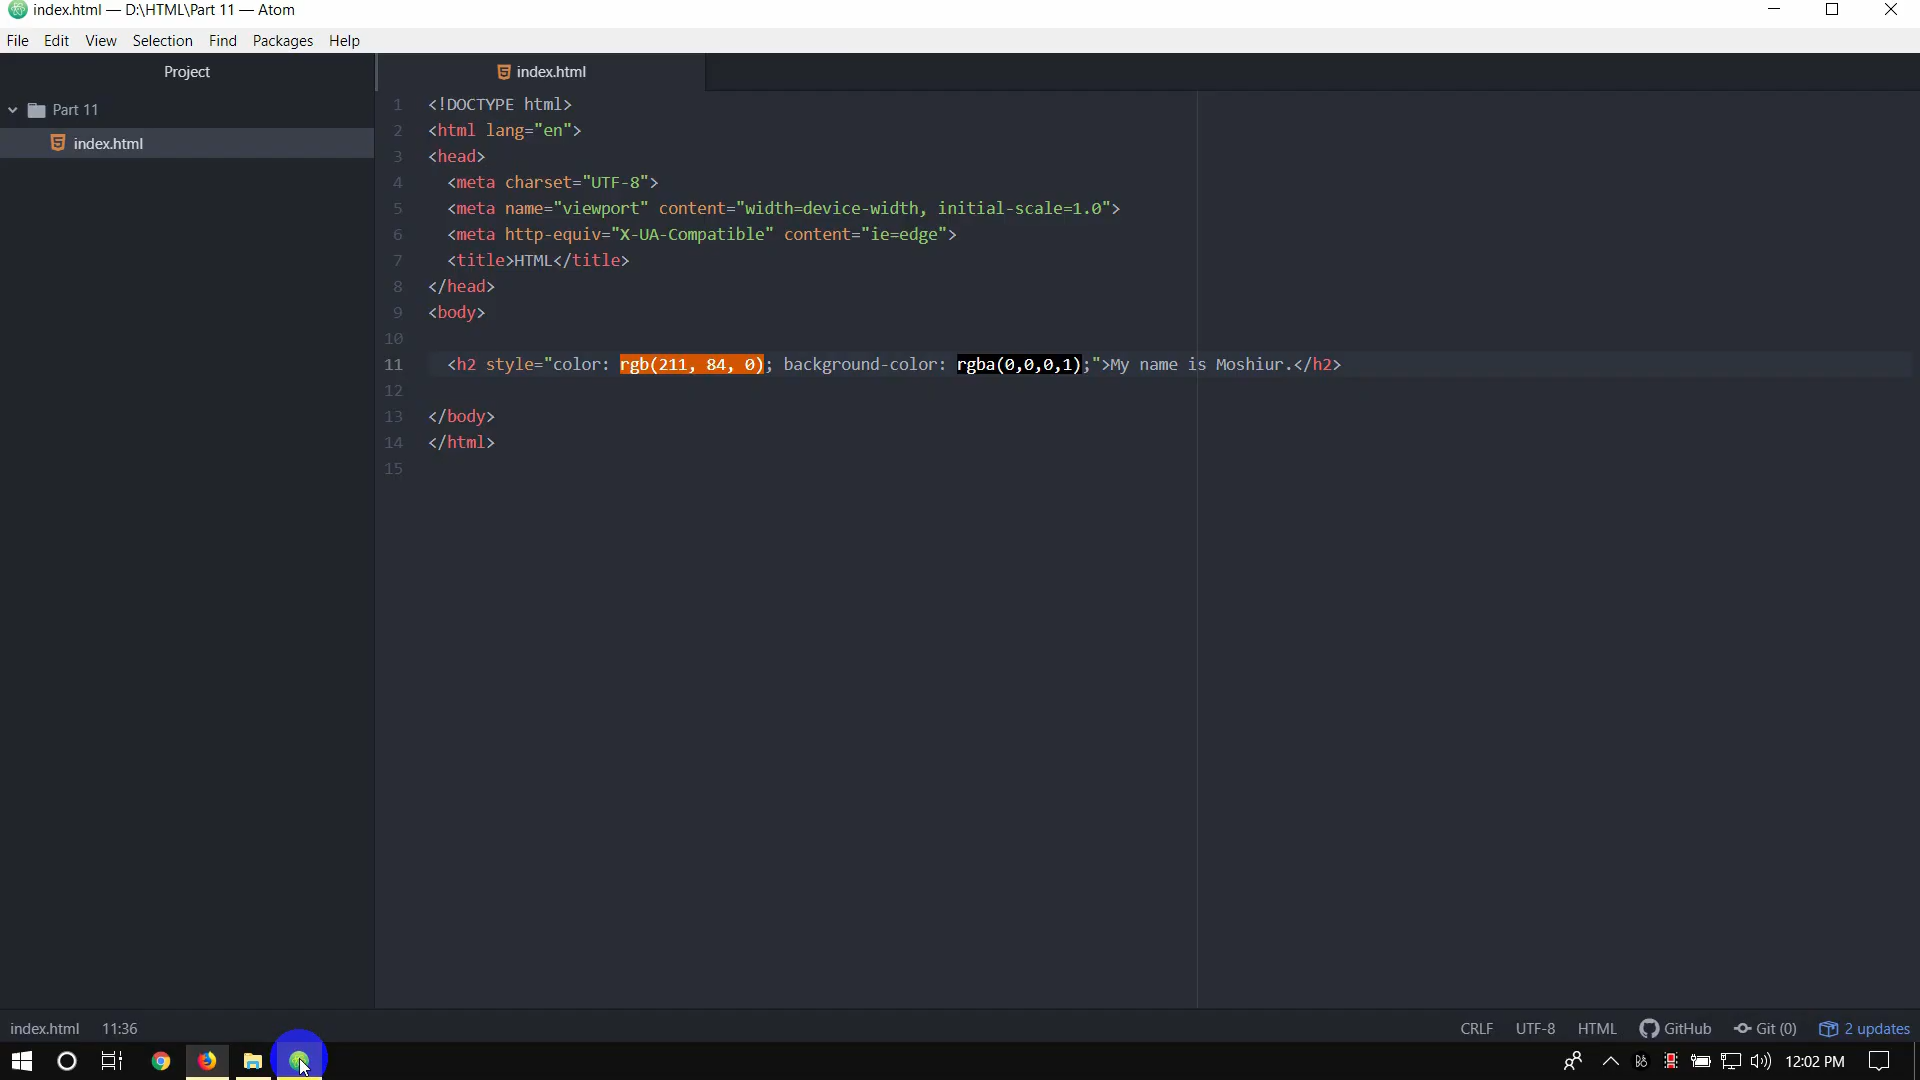 index.html — D:\HTML\Part 11 — Atom
File Edit View Selection Find Packages Help
Project
index.html
Part 11
index.html
1 <!DOCTYPE html>
2 <html lang="en">
3 <head>
4 <meta charset="UTF-8">
5 <meta name="viewport" content="width=device-width, initial-scale=1.0">
6 <meta http-equiv="X-UA-Compatible" content="ie=edge">
7 <title>HTML</title>
8 </head>
9 <body>
10
11 <h2 style="color: rgb(211, 84, 0); background-color: rgba(0,0,0,1);">My name is Moshiur.</h2>
12
13 </body>
14 </html>
15
index.html 11:36 CRLF UTF-8 HTML GitHub Git (0) 2 updates
12:02 PM